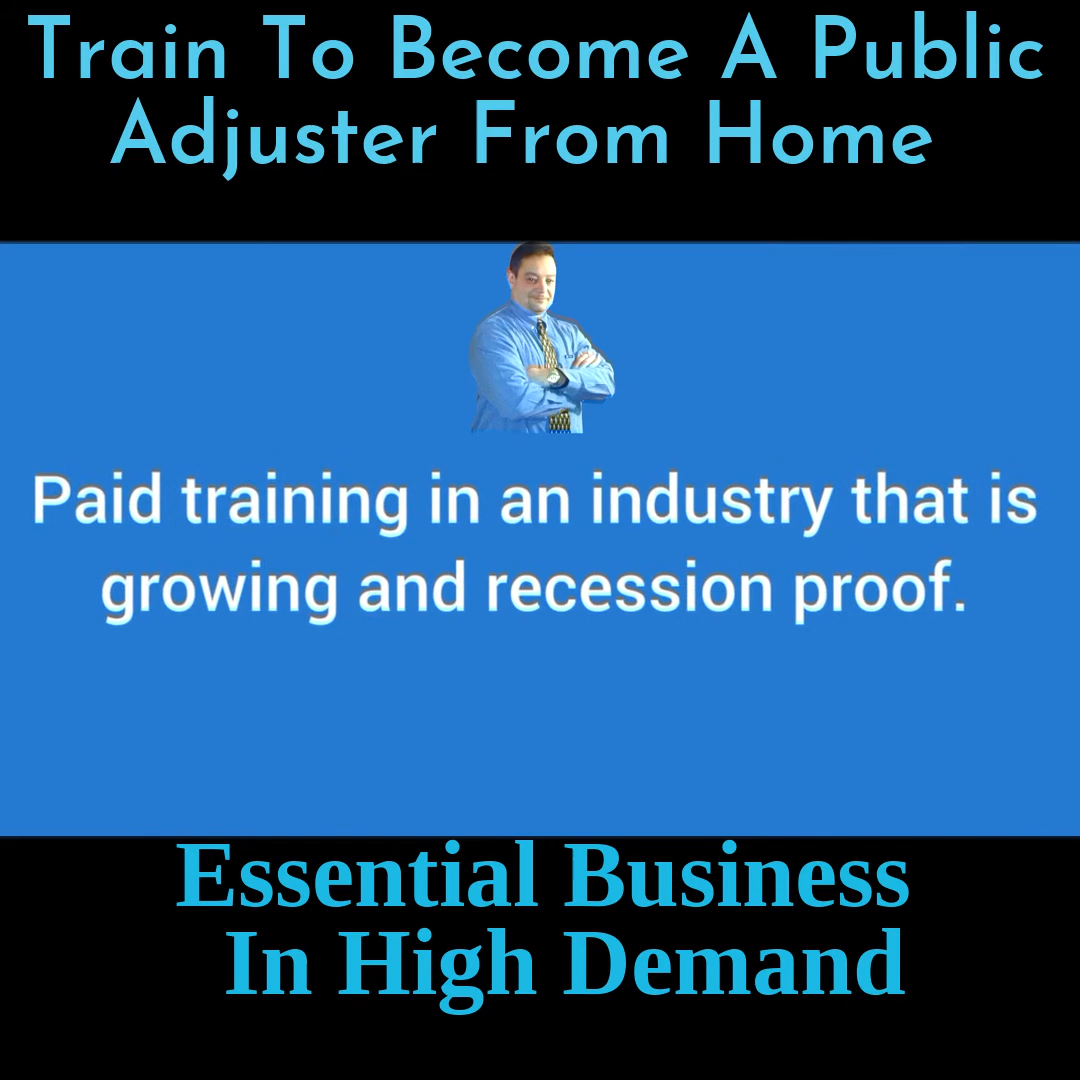 Train To Become A Public
Adjuster From Home
Paid training in an industry that is
growing and recession proof.
Essential Business
In High Demand